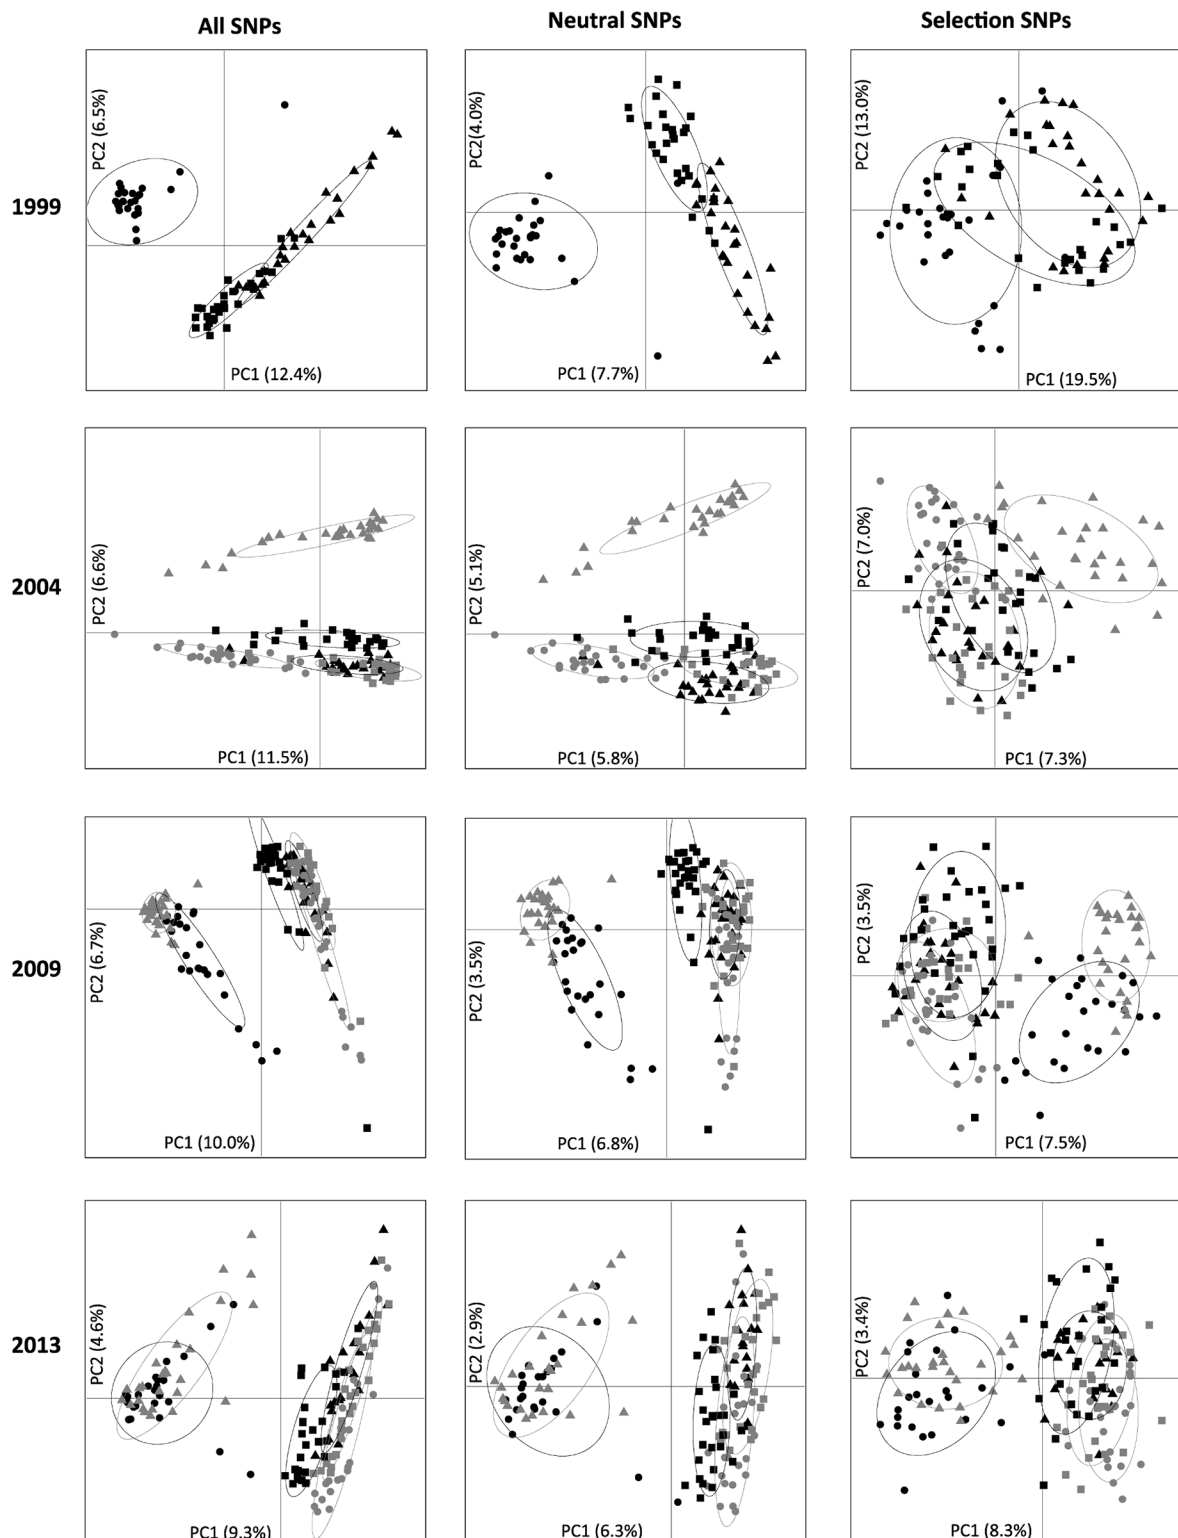 All SNPs
Neutral SNPs
Selection SNPs
1999
PC2 (6.5%)
PC1 (12.4%)
PC2(4.0%)
PC1 (7.7%)
PC2 (13.0%)
PC1 (19.5%)
2004
PC2 (6.6%)
PC1 (11.5%)
PC2 (5.1%)
PC1 (5.8%)
PC2 (7.0%)
PC1 (7.3%)
2009
PC2 (6.7%)
PC1 (10.0%)
PC2 (3.5%)
PC1 (6.8%)
PC2 (3.5%)
PC1 (7.5%)
2013
PC2 (4.6%)
PC1 (9.3%)
PC2 (2.9%)
PC1 (6.3%)
PC2 (3.4%)
PC1 (8.3%)